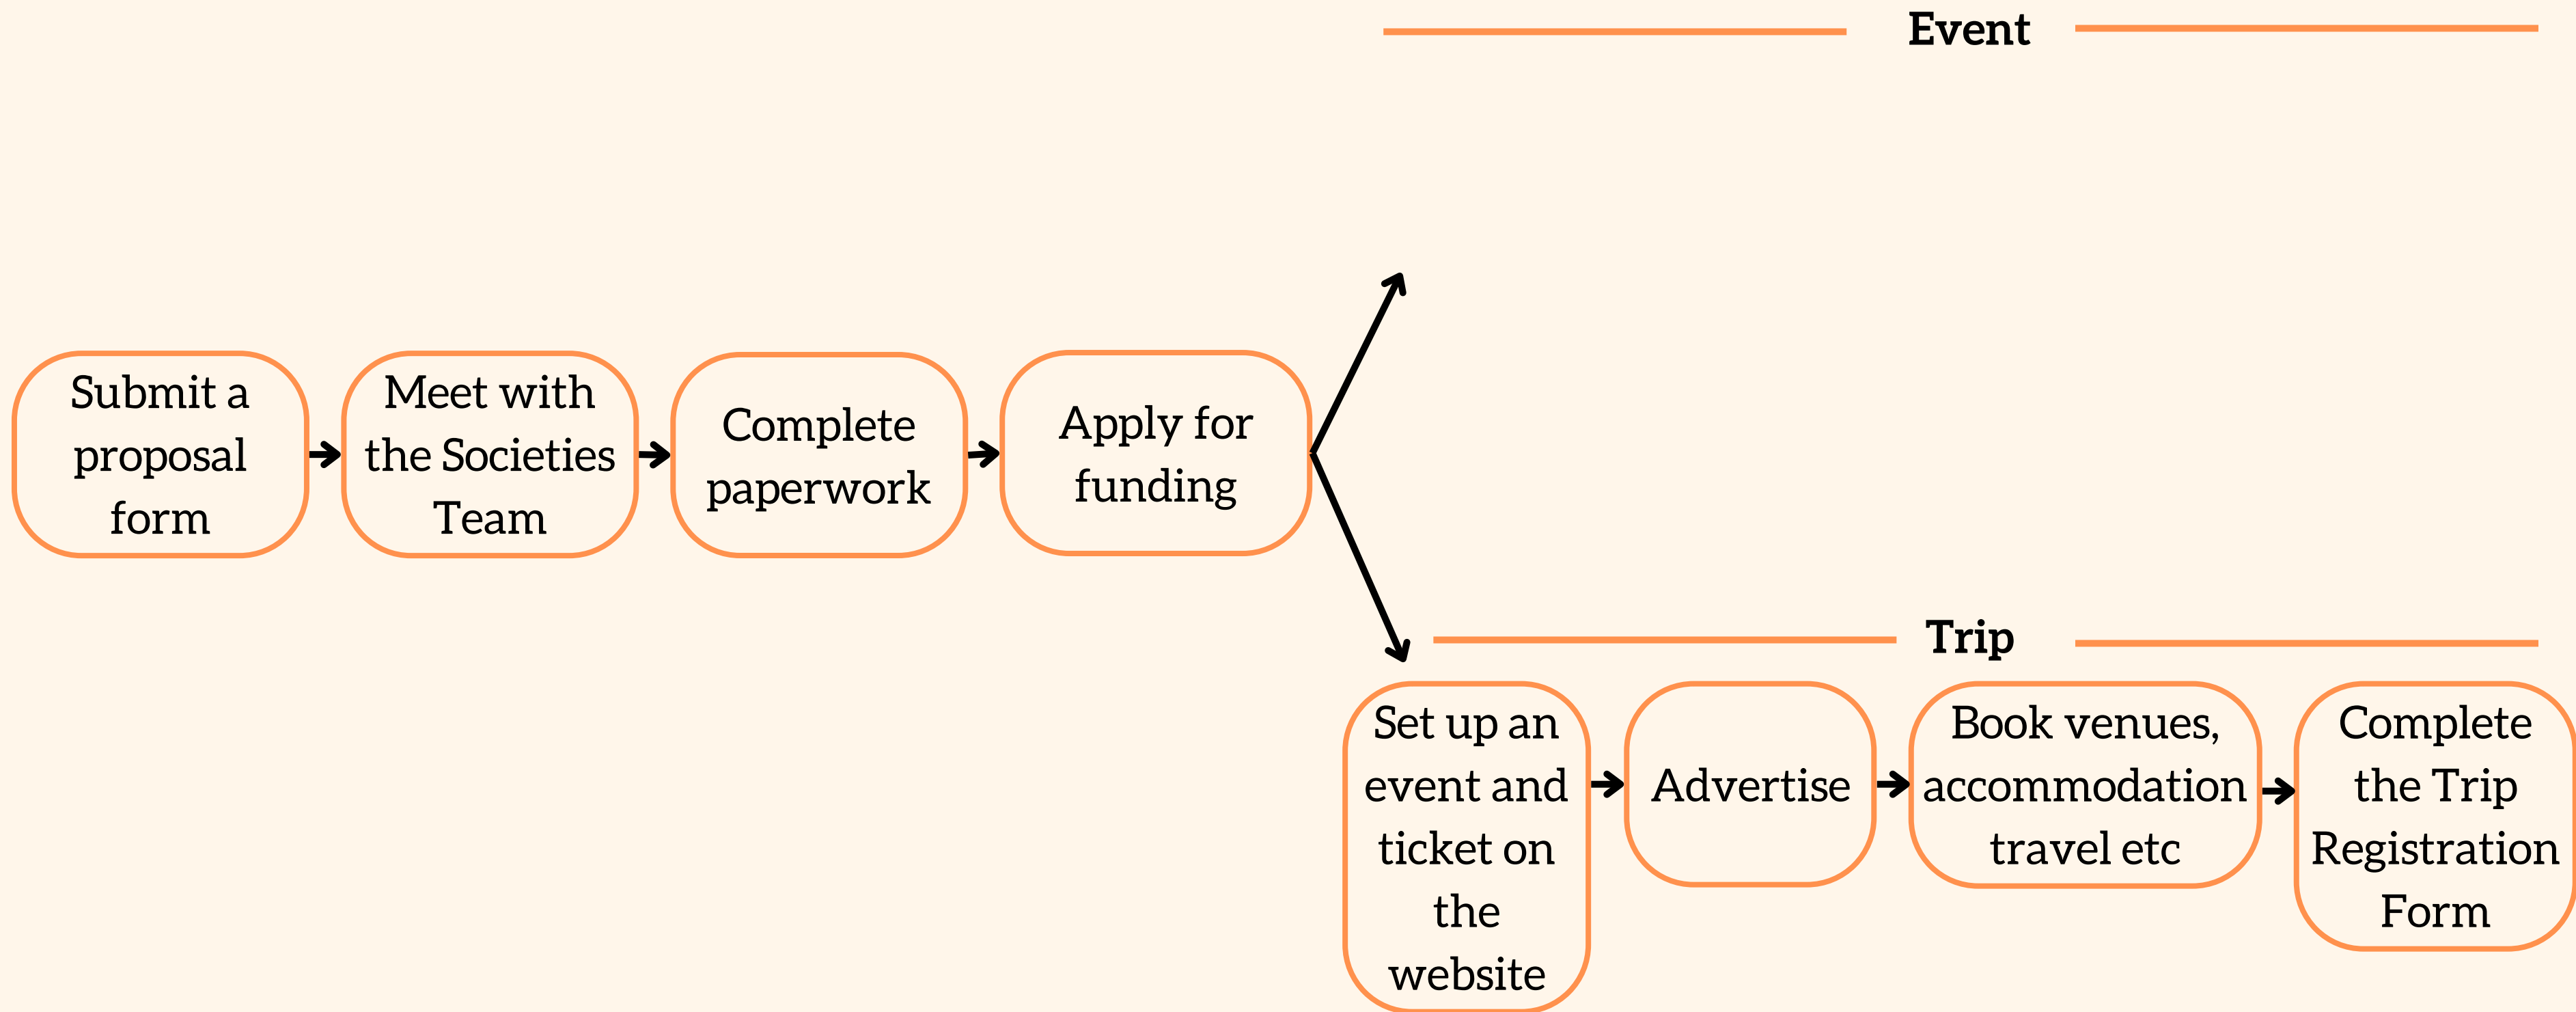 Event
Submit a
proposal
form
Meet with
the Societies
Team
Complete
paperwork
Apply for
funding
Trip
Set up an
event and
ticket on
the
website
Advertise
Book venues,
accommodation
travel etc
Complete
the Trip
Registration
Form